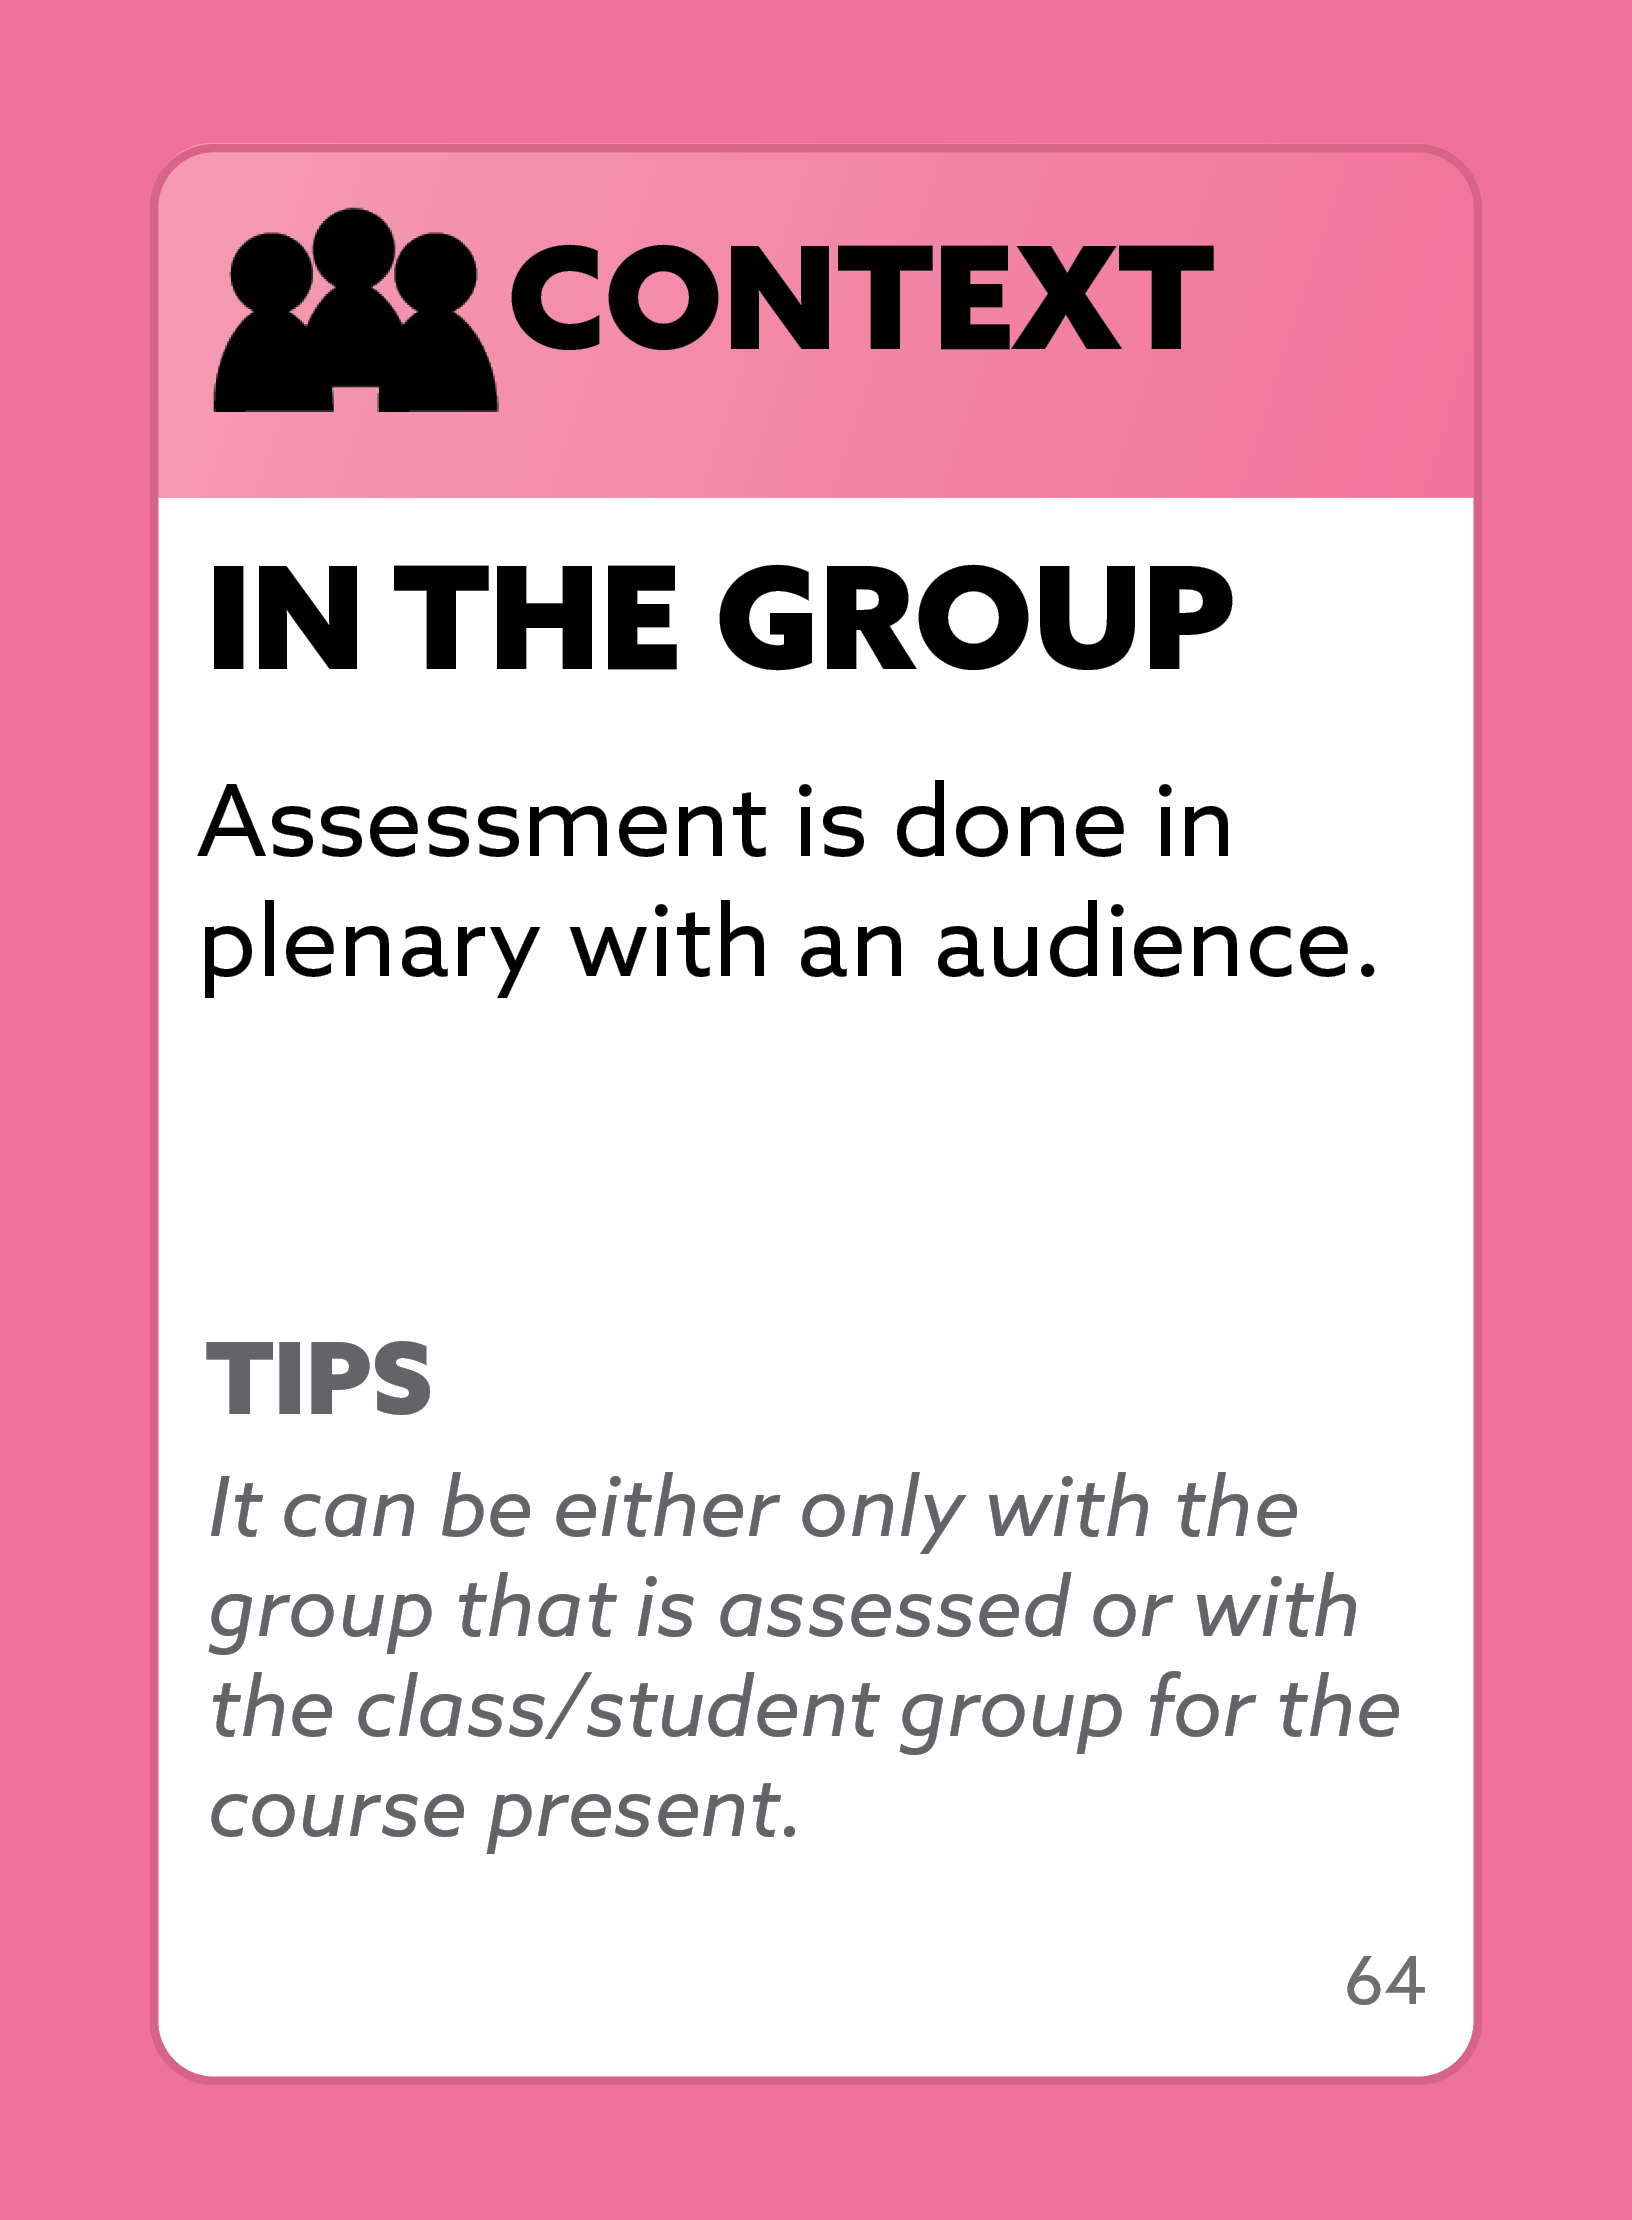 CONTEXT
IN THE GROUP
Assessment is done in
plenary with an audience.
TIPS
It can be either only with the
group that is assessed or with
the class/student group for the
course present.
64